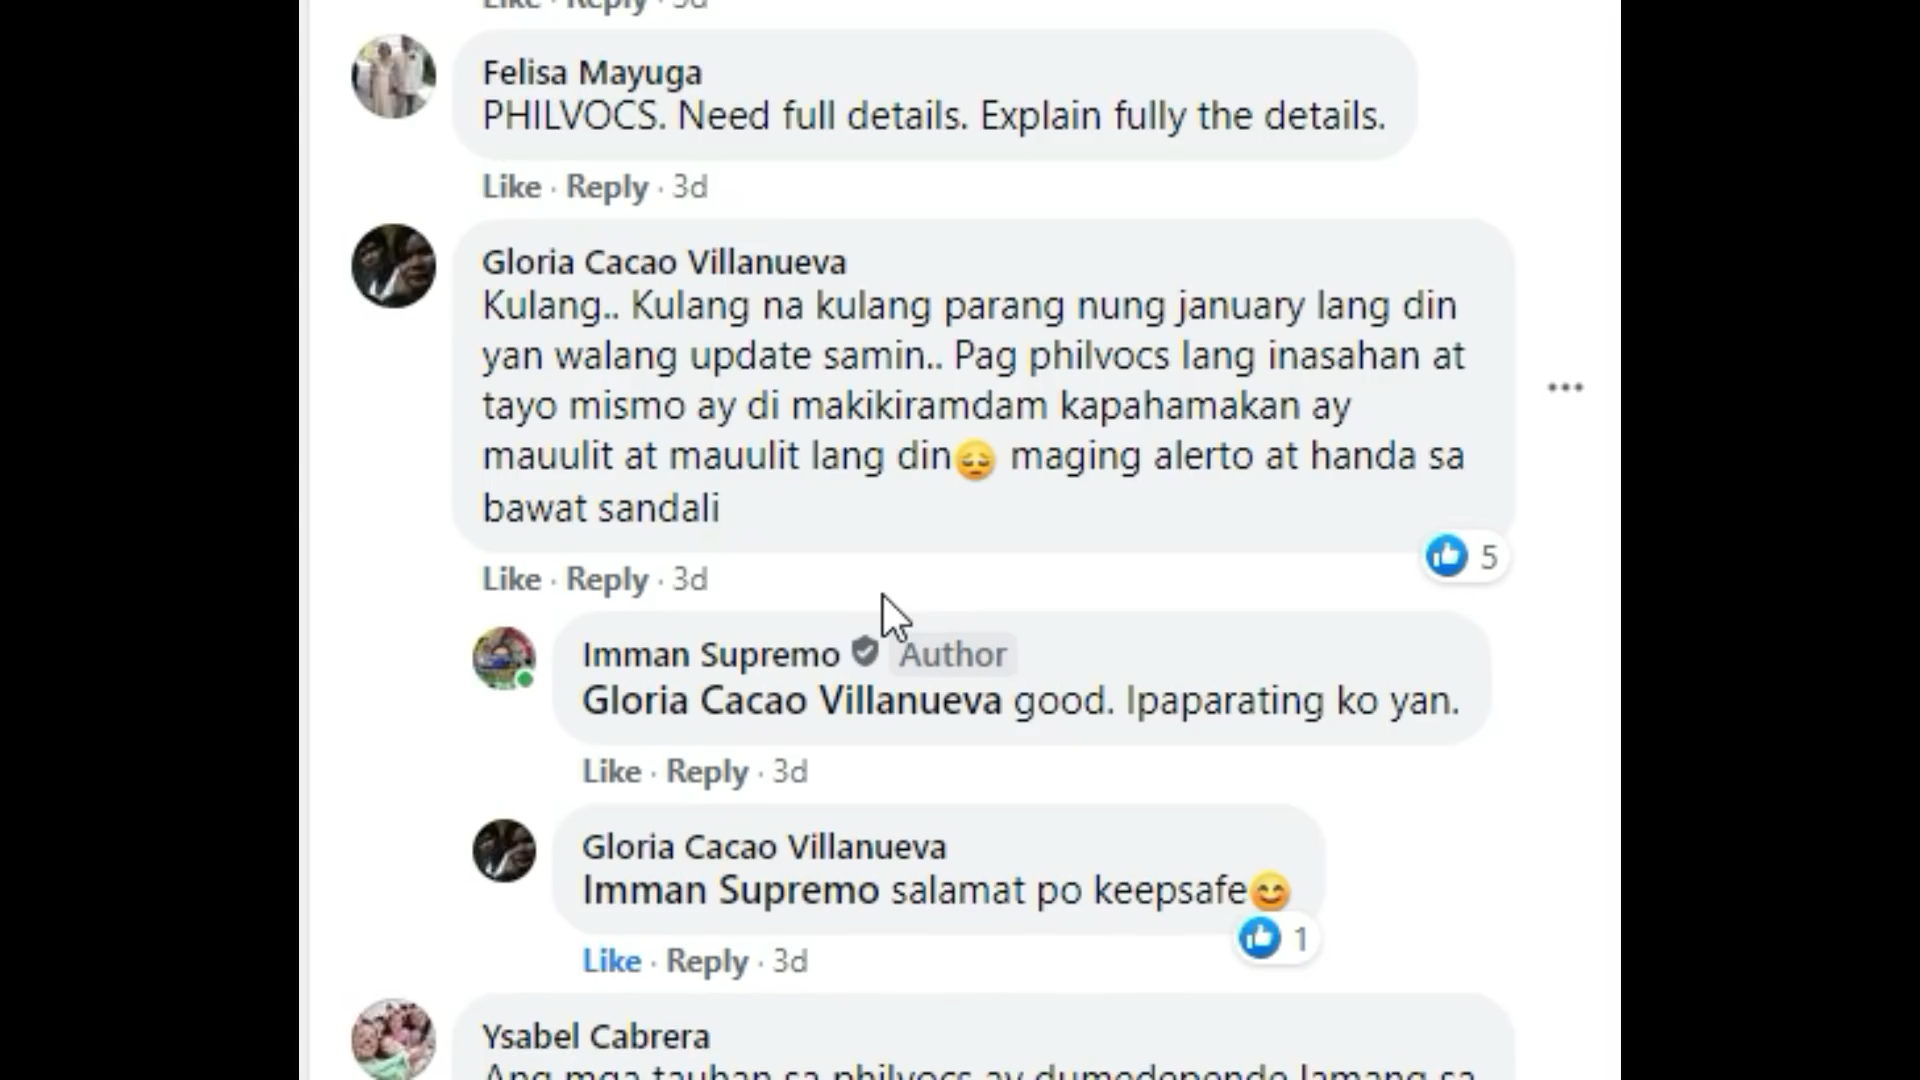 Like · Reply · 3d
Felisa Mayuga
PHILVOCS. Need full details. Explain fully the details.
Like · Reply · 3d
Gloria Cacao Villanueva
Kulang.. Kulang na kulang parang nung january lang din
yan walang update samin.. Pag philvocs lang inasahan at
tayo mismo ay di makikiramdam kapahamakan ay
mauulit at mauulit lang din😔 maging alerto at handa sa
bawat sandali
5
Like · Reply · 3d
Imman Supremo Author
Gloria Cacao Villanueva good. Ipaparating ko yan.
Like · Reply · 3d
Gloria Cacao Villanueva
Imman Supremo salamat po keepsafe😊
1
Like · Reply · 3d
Ysabel Cabrera
Ang mga tauhan sa philvocs ay dumedepende lamang sa